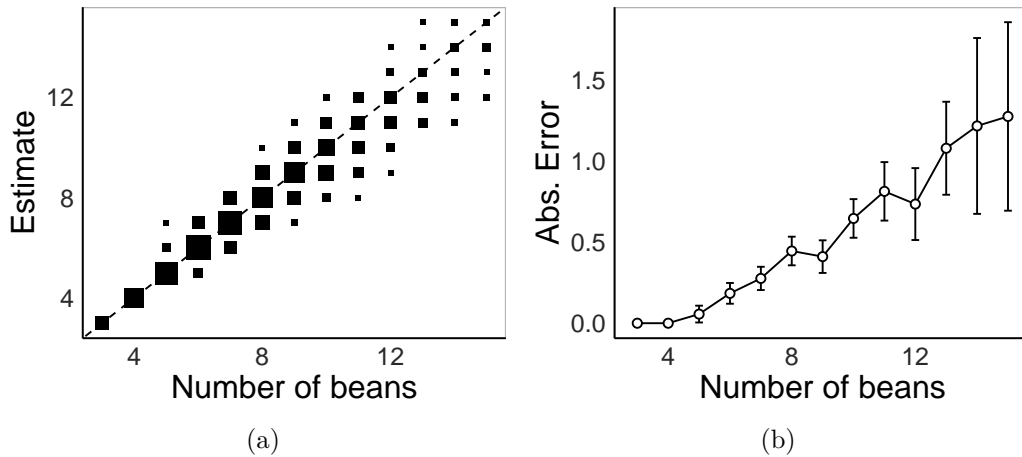 Estimate
12
8
4
4 8 12
Number of beans
(a)
Abs. Error
1.5
1.0
0.5
0.0
4 8 12
Number of beans
(b)